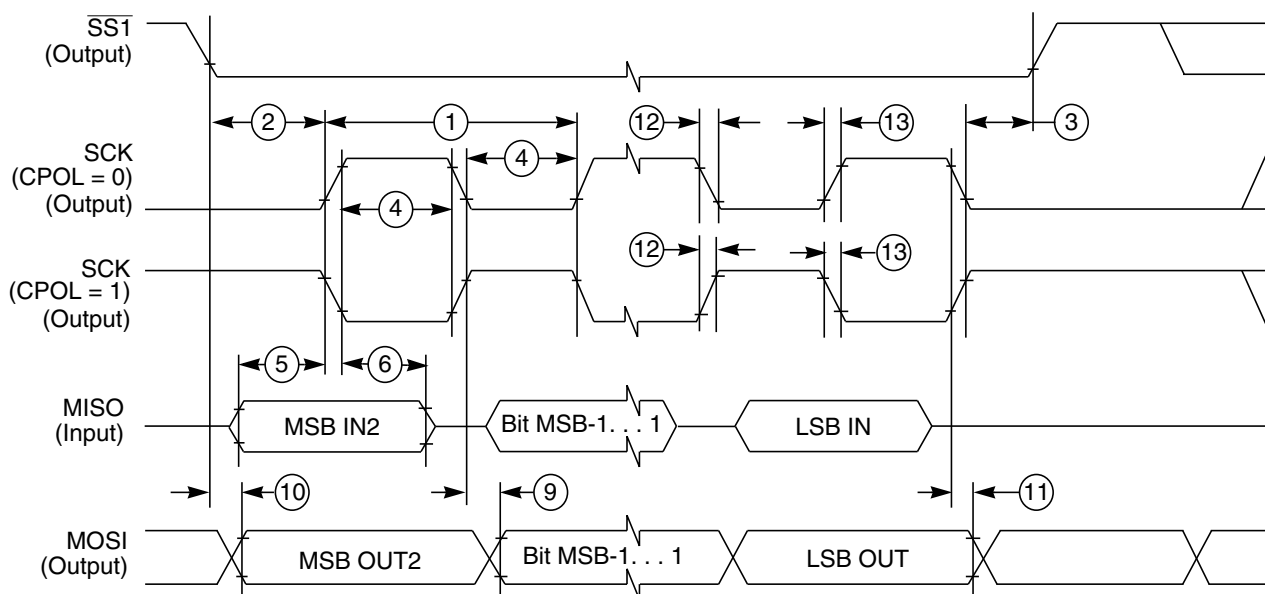 SS1
(Output)
2
1
12
13
3
SCK
(CPOL = 0)
(Output)
4
4
12
13
SCK
(CPOL = 1)
(Output)
5
6
MISO
(Input)
MSB IN2
Bit MSB-1. . . 1
LSB IN
10
9
11
MOSI
(Output)
MSB OUT2
Bit MSB-1. . . 1
LSB OUT